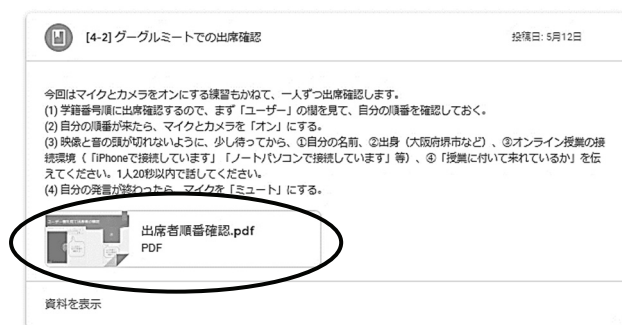 [4-2] グーグルミートでの出席確認
投稿日: 5月12日
今回はマイクとカメラをオンにする練習もかねて、一人ずつ出席確認します。
(1) 学籍番号順に出席確認するので、まず「ユーザー」の欄を見て、自分の順番を確認しておく。
(2) 自分の順番が来たら、マイクとカメラを「オン」にする。
(3) 映像と音の頭が切れないように、少し待ってから、①自分の名前、②出身（大阪府堺市など）、③オンライン授業の接
続環境（「iPhoneで接続しています」「ノートパソコンで接続しています」等）、④「授業に付いて来れているか」を伝
えてください。1人20秒以内で話してください。
(4) 自分の発言が終わったら、マイクを「ミュート」にする。
出席者順番確認.pdf
PDF
資料を表示